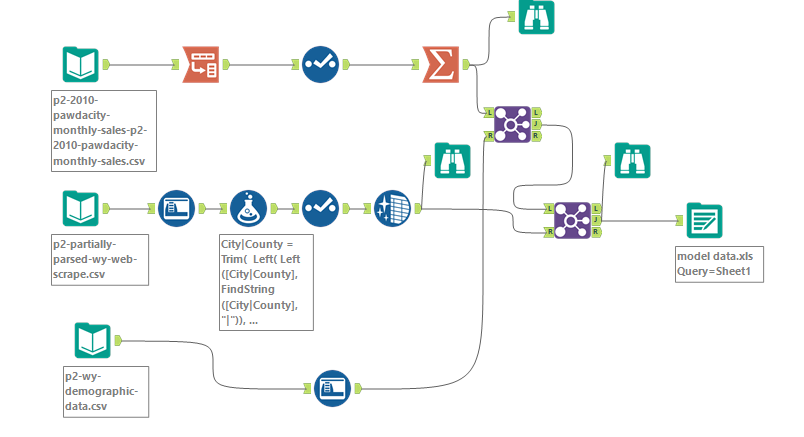 p2-2010-
pawdacity-
monthly-sales-p2-
2010-pawdacity-
monthly-sales.csv
L
R
L
J
R
p2-partially-
parsed-wy-web-
scrape.csv
City|County =
Trim( Left( Left
([City|County],
FindString
([City|County],
"|")), ...
L
R
L
J
R
model data.xls
Query=Sheet1
p2-wy-
demographic-
data.csv